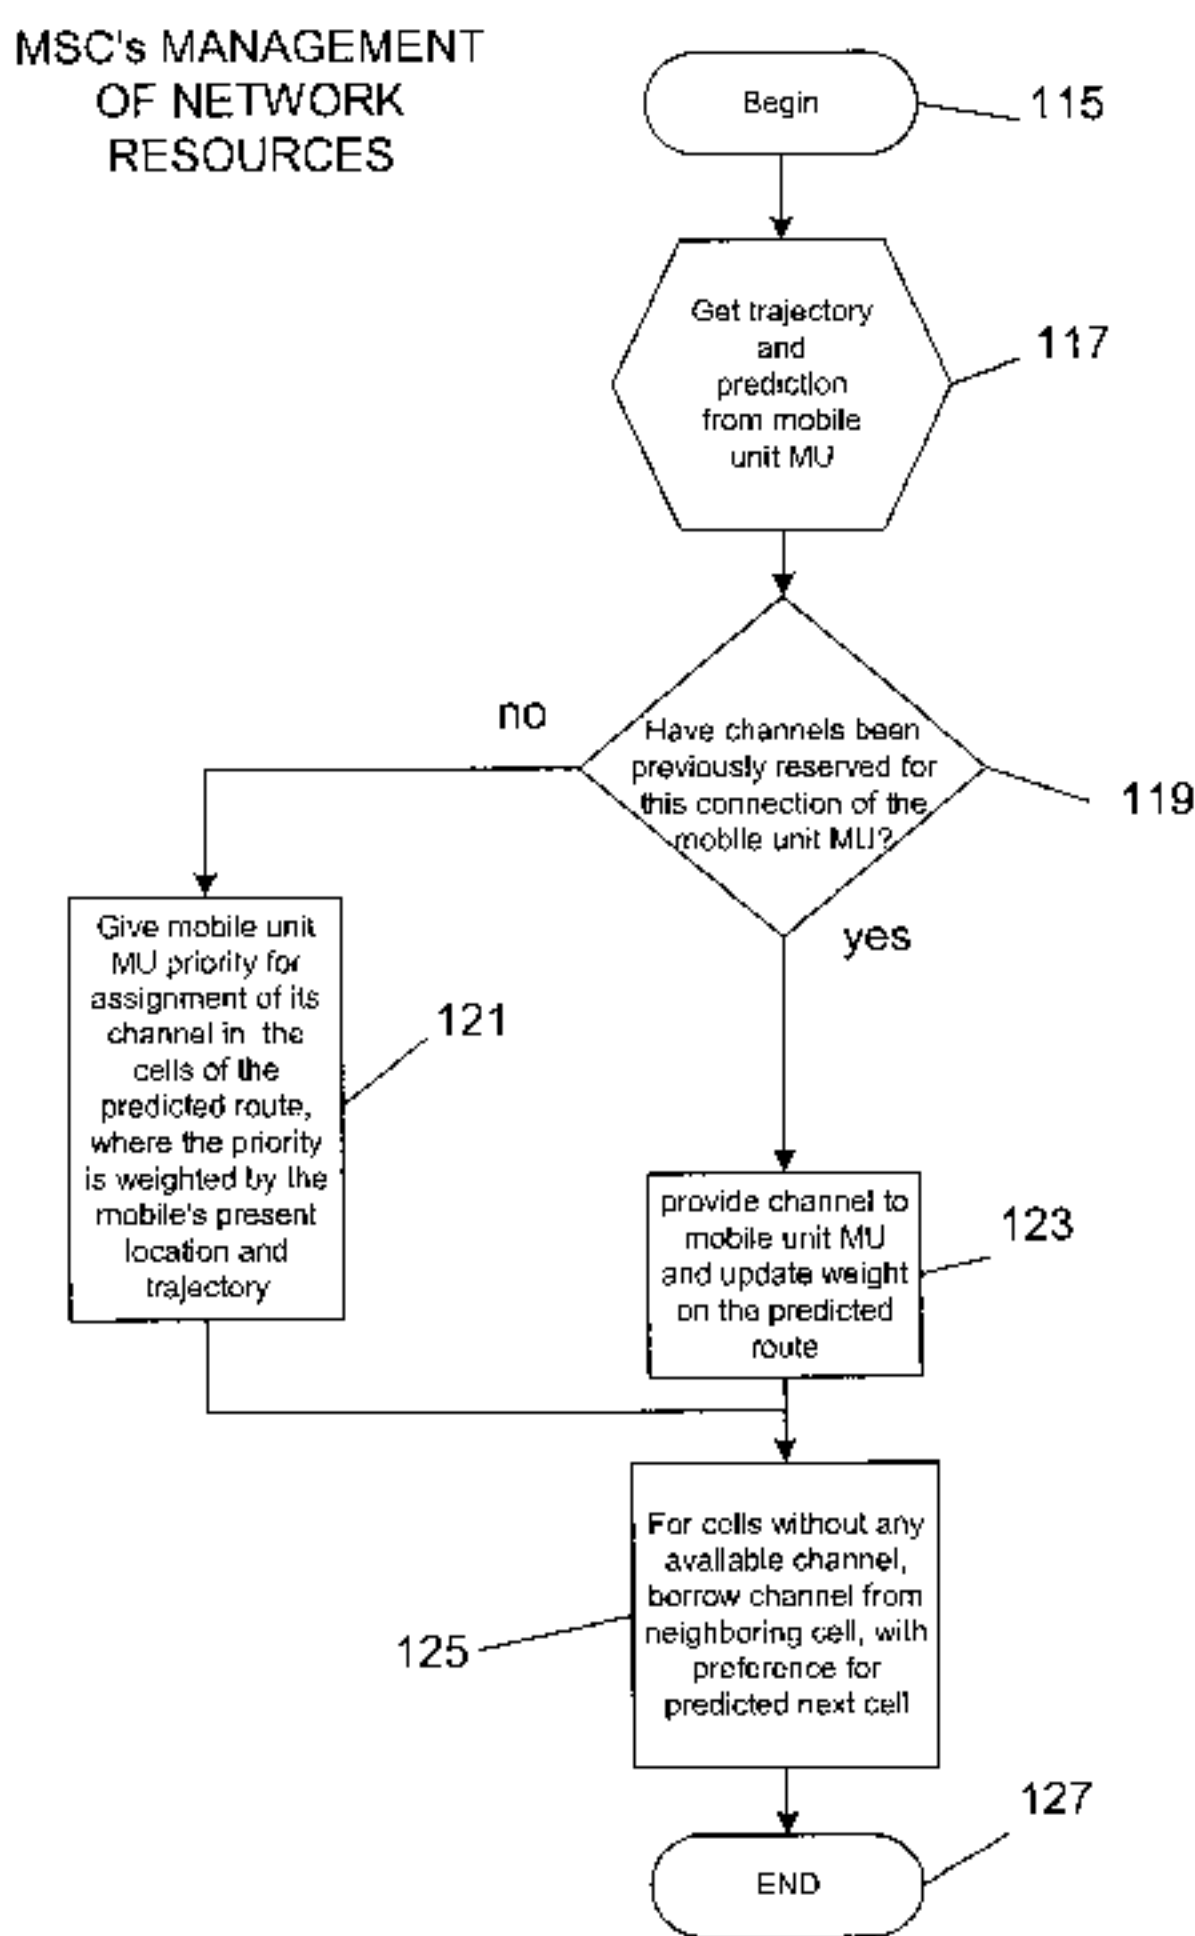 MSC's MANAGEMENT
OF NETWORK
RESOURCES
Begin
115
Get trajectory
and
prediction
from mobile
unit MU
117
Have channels been
previously reserved for
this connection of the
mobile unit MU?
119
no
yes
Give mobile unit
MU priority for
assignment of its
channel in the
cells of the
predicted route,
where the priority
is weighted by the
mobile's present
location and
trajectory
121
provide channel to
mobile unit MU
and update weight
on the predicted
route
123
For cells without any
available channel,
borrow channel from
neighboring cell, with
preference for
predicted next cell
125
END
127